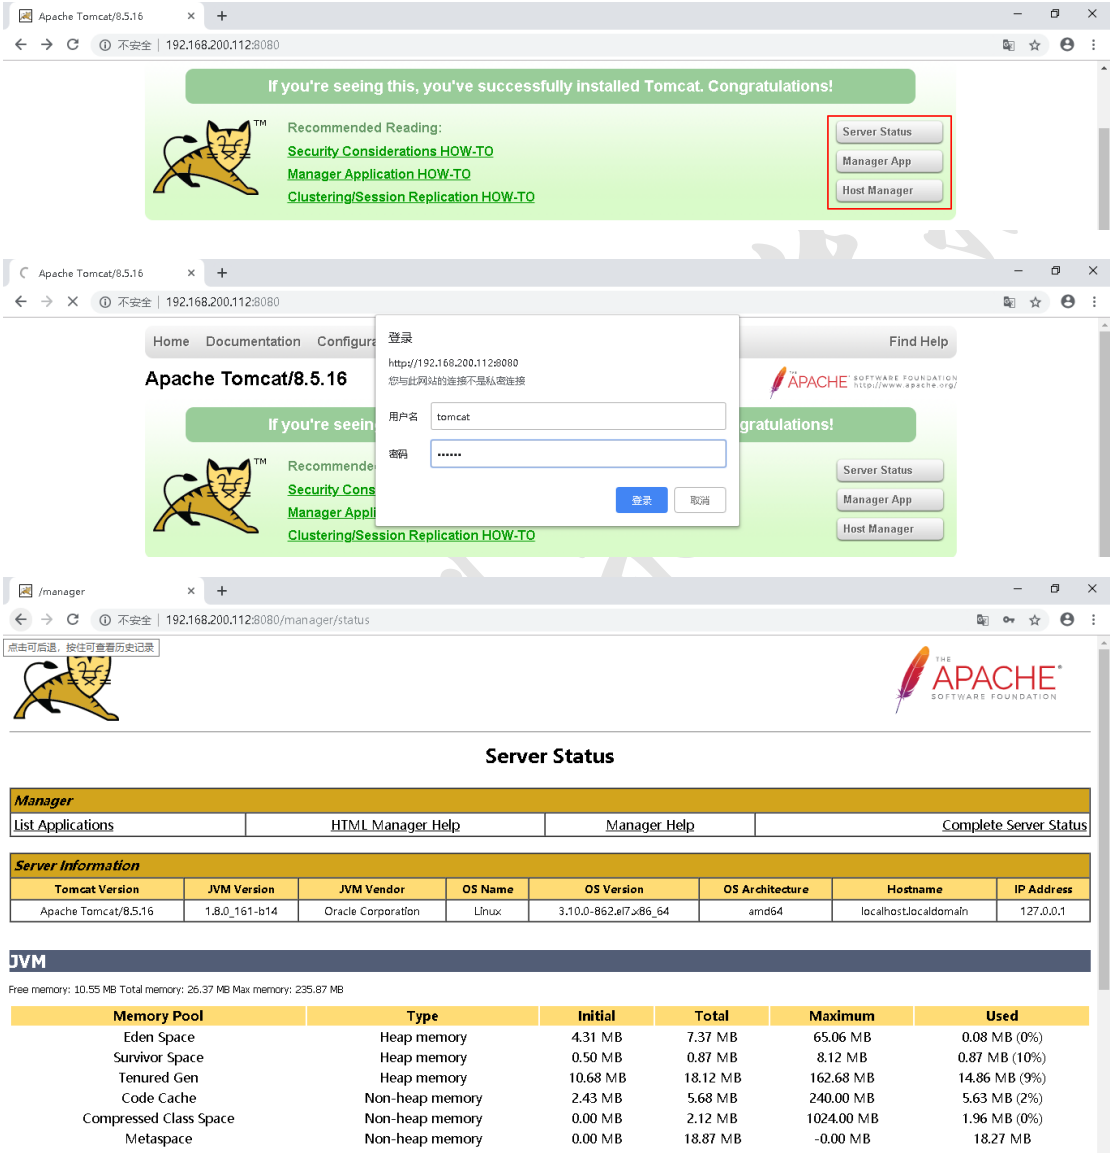 Apache Tomcat/8.5.16
不安全 | 192.168.200.112:8080
If you're seeing this, you've successfully installed Tomcat. Congratulations!
TM
Recommended Reading:
Security Considerations HOW-TO
Manager Application HOW-TO
Clustering/Session Replication HOW-TO
Server Status
Manager App
Host Manager
Apache Tomcat/8.5.16
不安全 | 192.168.200.112:8080
Home Documentation Configura Find Help
Apache Tomcat/8.5.16
THE
APACHE SOFTWARE FOUNDATION
http://www.apache.org/
If you're seein gratulations!
TM
Recommende
Security Cons
Manager Appli
Clustering/Session Replication HOW-TO
Server Status
Manager App
Host Manager
登录
http://192.168.200.112:8080
您与此网站的连接不是私密连接
用户名 tomcat
密码 ••••••
登录 取消
/manager
不安全 | 192.168.200.112:8080/manager/status
点击可后退，按住可查看历史记录
THE
APACHE
SOFTWARE FOUNDATION
Server Status
Manager
List Applications HTML Manager Help Manager Help Complete Server Status
Server Information
Tomcat Version JVM Version JVM Vendor OS Name OS Version OS Architecture Hostname IP Address
Apache Tomcat/8.5.16 1.8.0_161-b14 Oracle Corporation Linux 3.10.0-862.el7.x86_64 amd64 localhost.localdomain 127.0.0.1
JVM
Free memory: 10.55 MB Total memory: 26.37 MB Max memory: 235.87 MB
Memory Pool Type Initial Total Maximum Used
Eden Space Heap memory 4.31 MB 7.37 MB 65.06 MB 0.08 MB (0%)
Survivor Space Heap memory 0.50 MB 0.87 MB 8.12 MB 0.87 MB (10%)
Tenured Gen Heap memory 10.68 MB 18.12 MB 162.68 MB 14.86 MB (9%)
Code Cache Non-heap memory 2.43 MB 5.68 MB 240.00 MB 5.63 MB (2%)
Compressed Class Space Non-heap memory 0.00 MB 2.12 MB 1024.00 MB 1.96 MB (0%)
Metaspace Non-heap memory 0.00 MB 18.87 MB -0.00 MB 18.27 MB